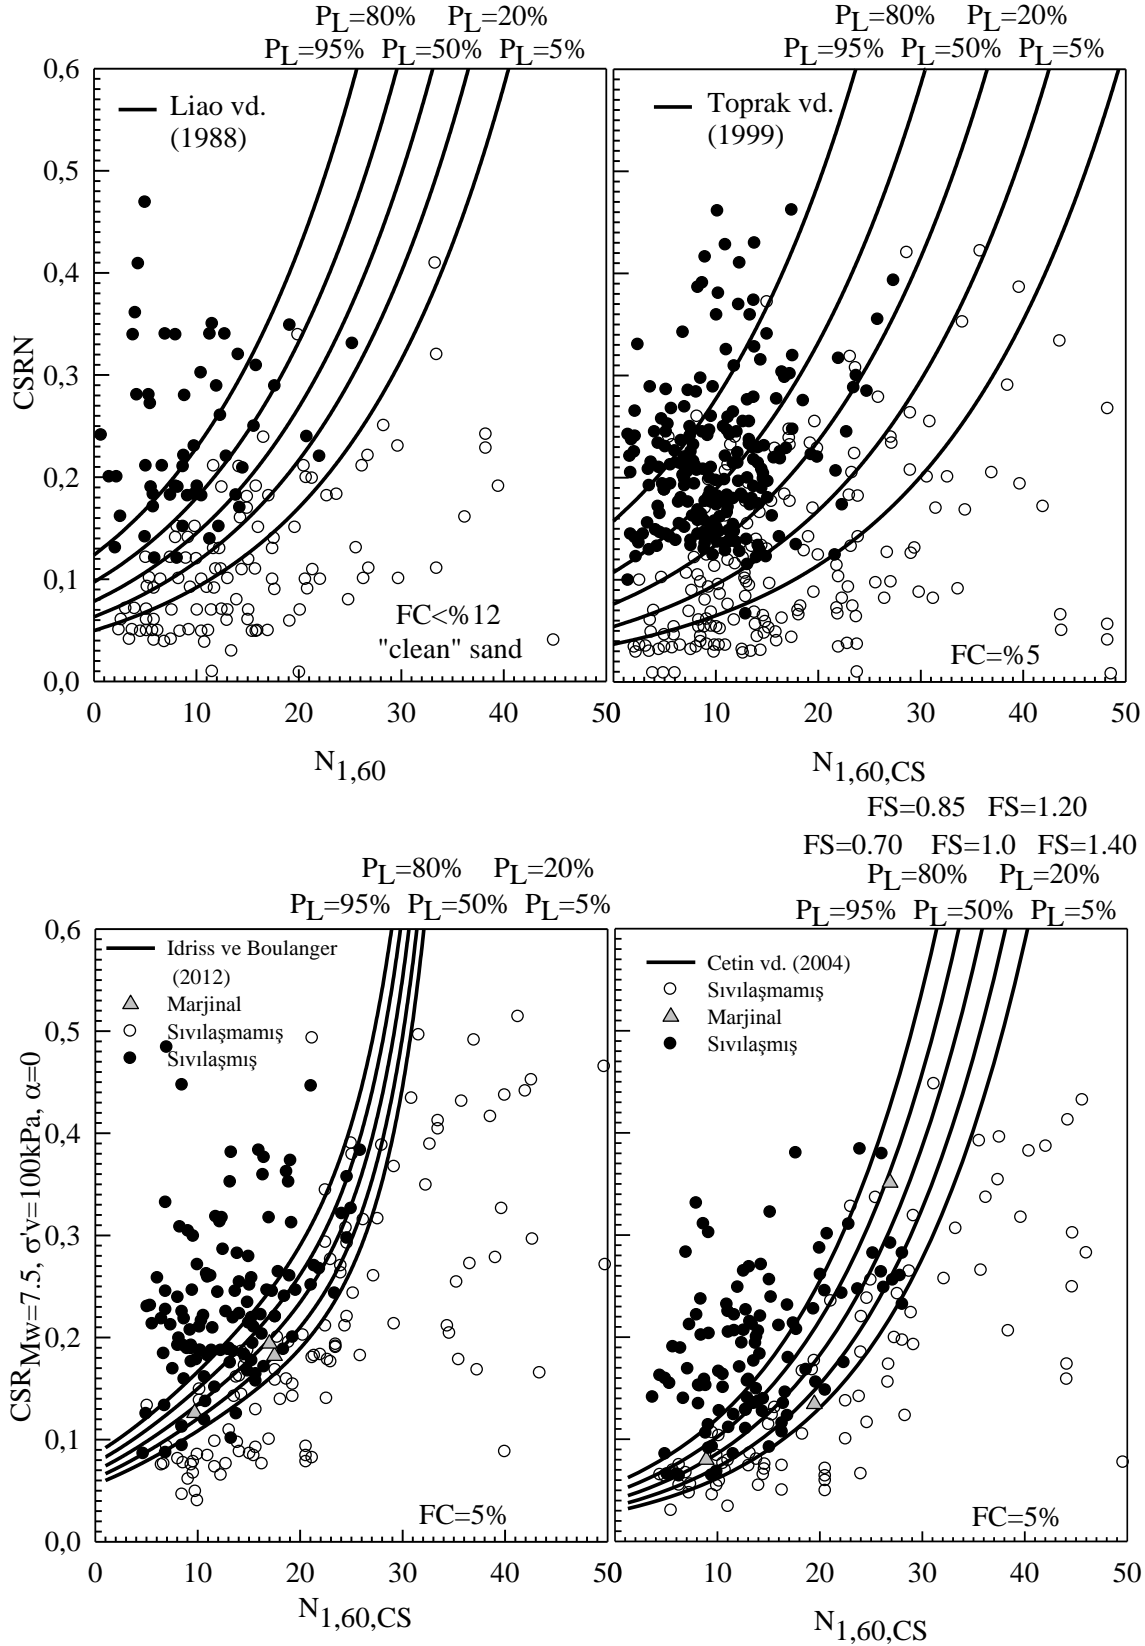 PL=80% PL=20%
PL=95% PL=50% PL=5%
PL=80% PL=20%
PL=95% PL=50% PL=5%
0,6
0,5
0,4
0,3
0,2
0,1
0,0
CSRN
Liao vd.
(1988)
FC<%12
"clean" sand
Toprak vd.
(1999)
FC=%5
0 10 20 30 40 50
10 20 30 40 50
N1,60
N1,60,CS
FS=0.85 FS=1.20
FS=0.70 FS=1.0 FS=1.40
PL=80% PL=20%
PL=95% PL=50% PL=5%
PL=80% PL=20%
PL=95% PL=50% PL=5%
0,6
0,5
0,4
0,3
0,2
0,1
0,0
CSRMw=7.5, σ'v=100kPa, α=0
Idriss ve Boulanger
(2012)
Marjinal
Sıvılaşmamış
Sıvılaşmış
FC=5%
Cetin vd. (2004)
Sıvılaşmamış
Marjinal
Sıvılaşmış
FC=5%
0 10 20 30 40 50
10 20 30 40 50
N1,60,CS
N1,60,CS